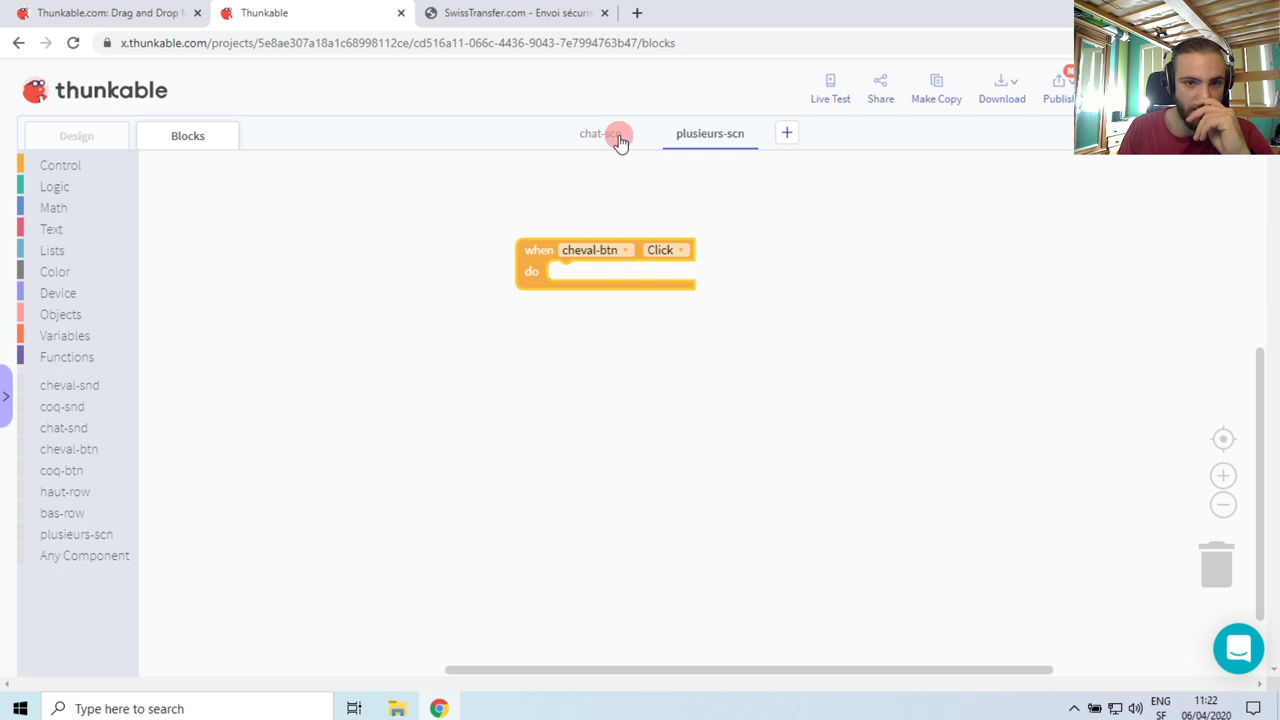 Thunkable.com: Drag and Drop
Thunkable
SwissTransfer.com - Envoi sécuris
x.thunkable.com/projects/5e8ae307a18a1c68998112ce/cd516a11-066c-4436-9043-7e7994763b47/blocks
thunkable
Live Test
Share
Make Copy
Download
Publish
N
Design
Blocks
chat-scn
plusieurs-scn
Control
Logic
Math
Text
Lists
Color
Device
Objects
Variables
Functions
cheval-snd
coq-snd
chat-snd
cheval-btn
coq-btn
haut-row
bas-row
plusieurs-scn
Any Component
when cheval-btn Click
do
Type here to search
ENG
SF
11:22
06/04/2020